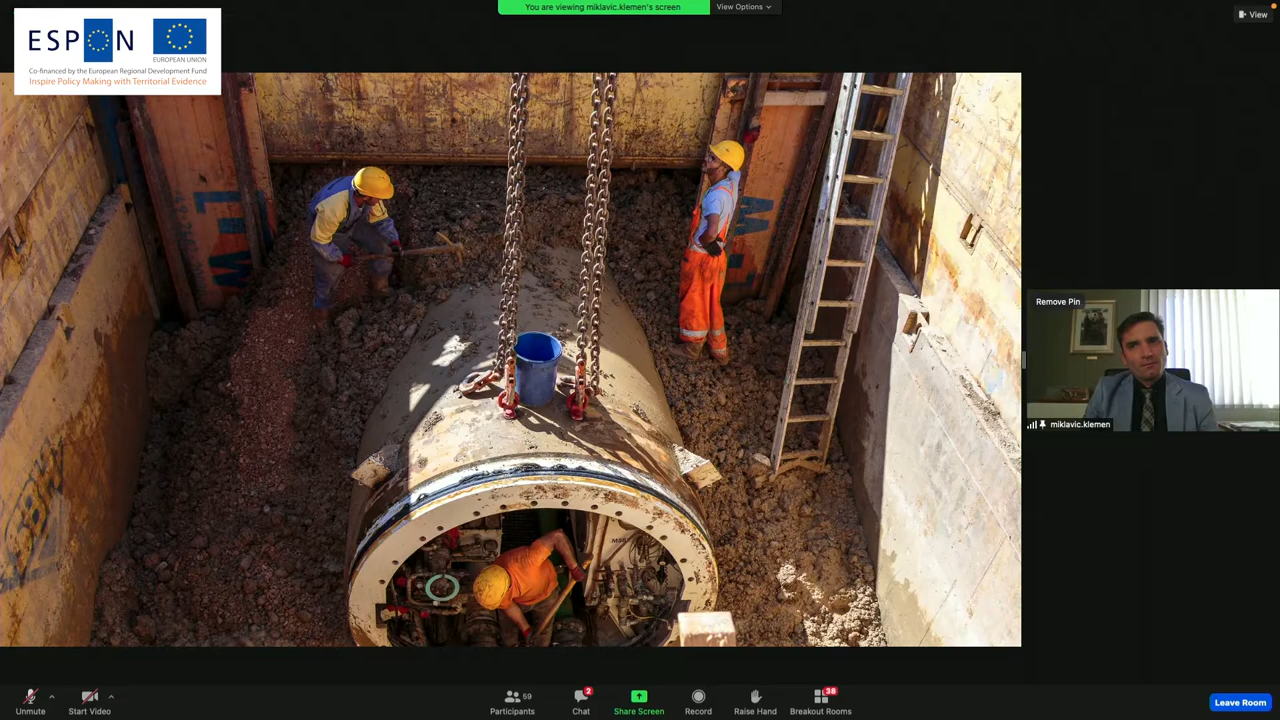 You are viewing miklavic.klemen's screen
View Options
View
ESPON
EUROPEAN UNION
Co-financed by the European Regional Development Fund
Inspire Policy Making with Territorial Evidence
Remove Pin
miklavic.klemen
Unmute
Start Video
59
Participants
2
Chat
Share Screen
Record
Raise Hand
38
Breakout Rooms
Leave Room